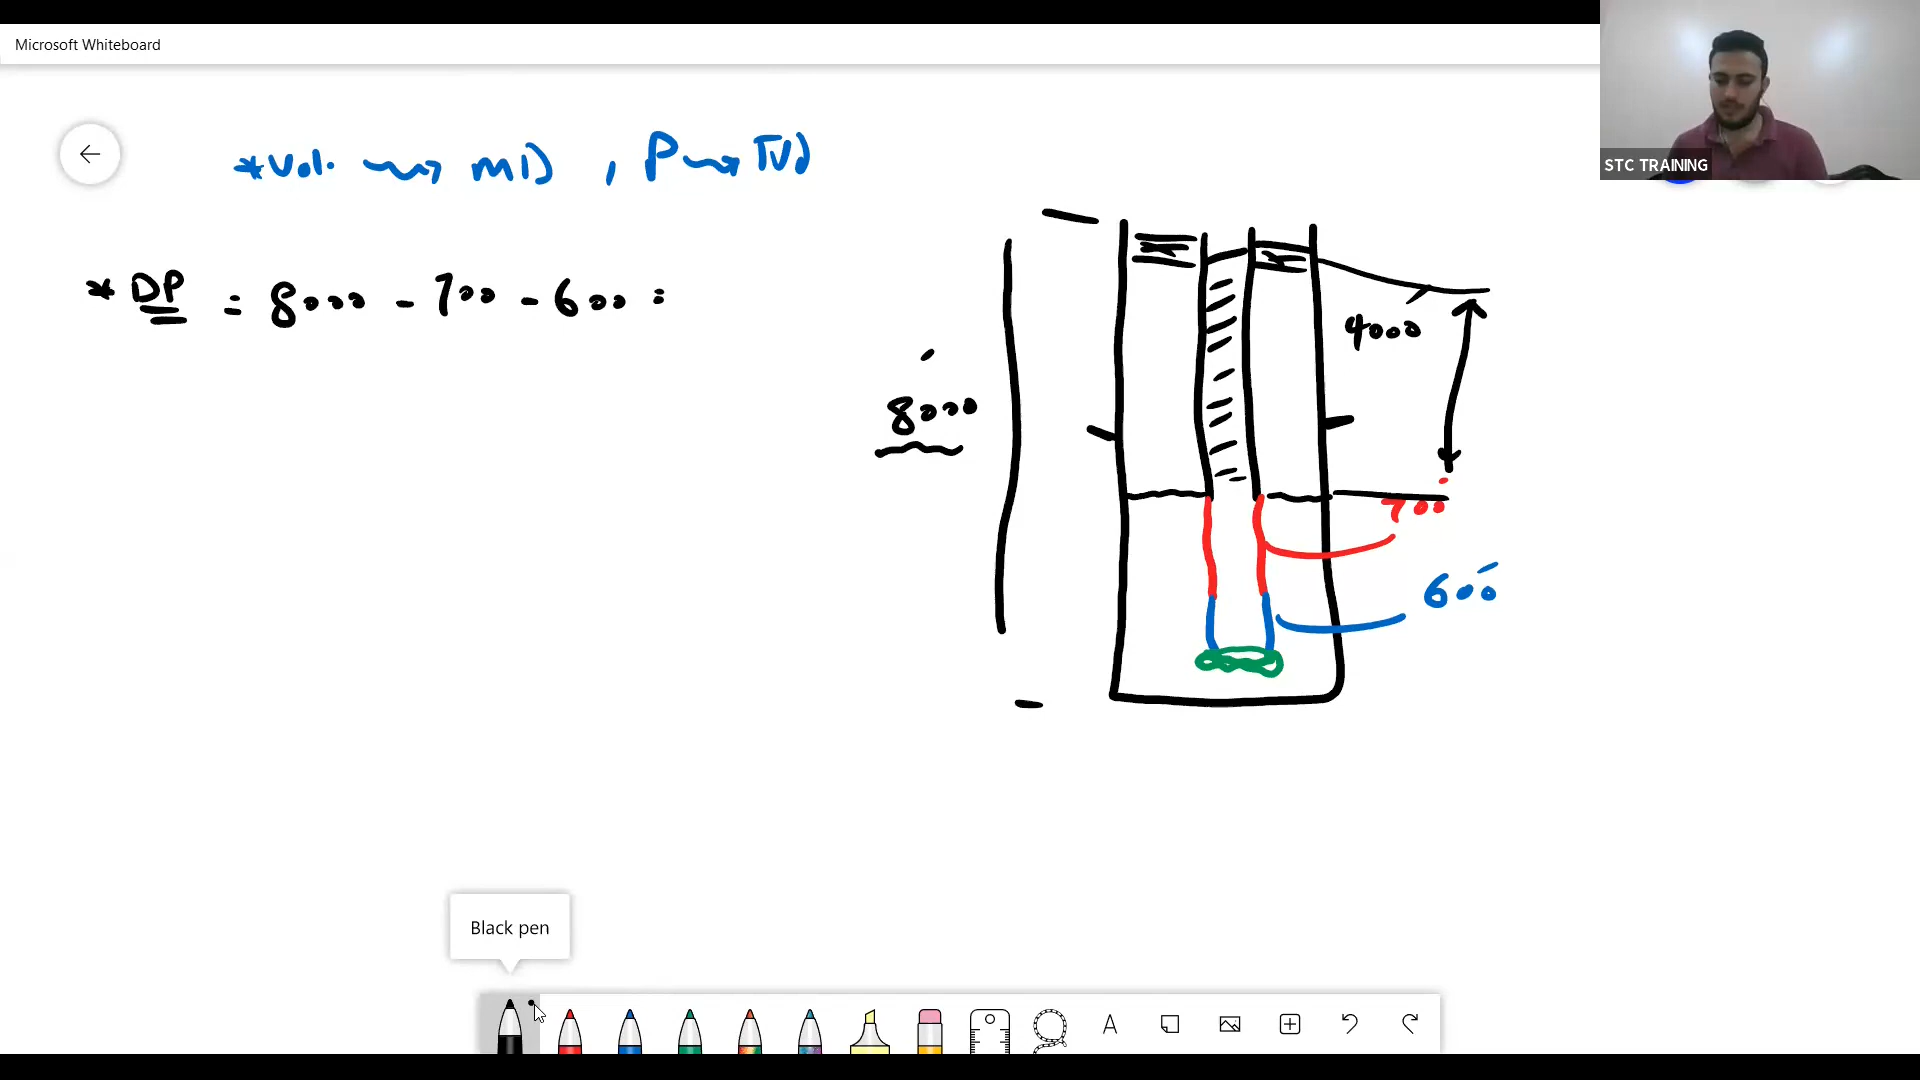 Microsoft Whiteboard
STC TRAINING
*Vol. → MD , P → TVD
* DP = 8000 - 700 - 600 =
4000
8000
700
600
Black pen
A